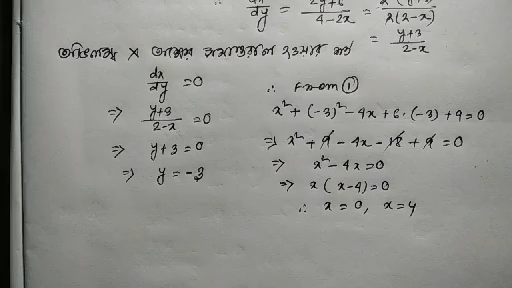 ∴ dx/dy = 2y+6/4-2x = 2(y+3)/2(2-x)
= y+3/2-x
অভিলম্ব x অক্ষের সমান্তরাল হওয়ার শর্ত
dx/dy = 0
⇒ y+3/2-x = 0
⇒ y+3 = 0
⇒ y = -3
∴ From ①
x² + (-3)² - 4x + 6·(-3) + 9 = 0
⇒ x² + 9 - 4x - 18 + 9 = 0
⇒ x² - 4x = 0
⇒ x(x-4) = 0
∴ x = 0, x = 4